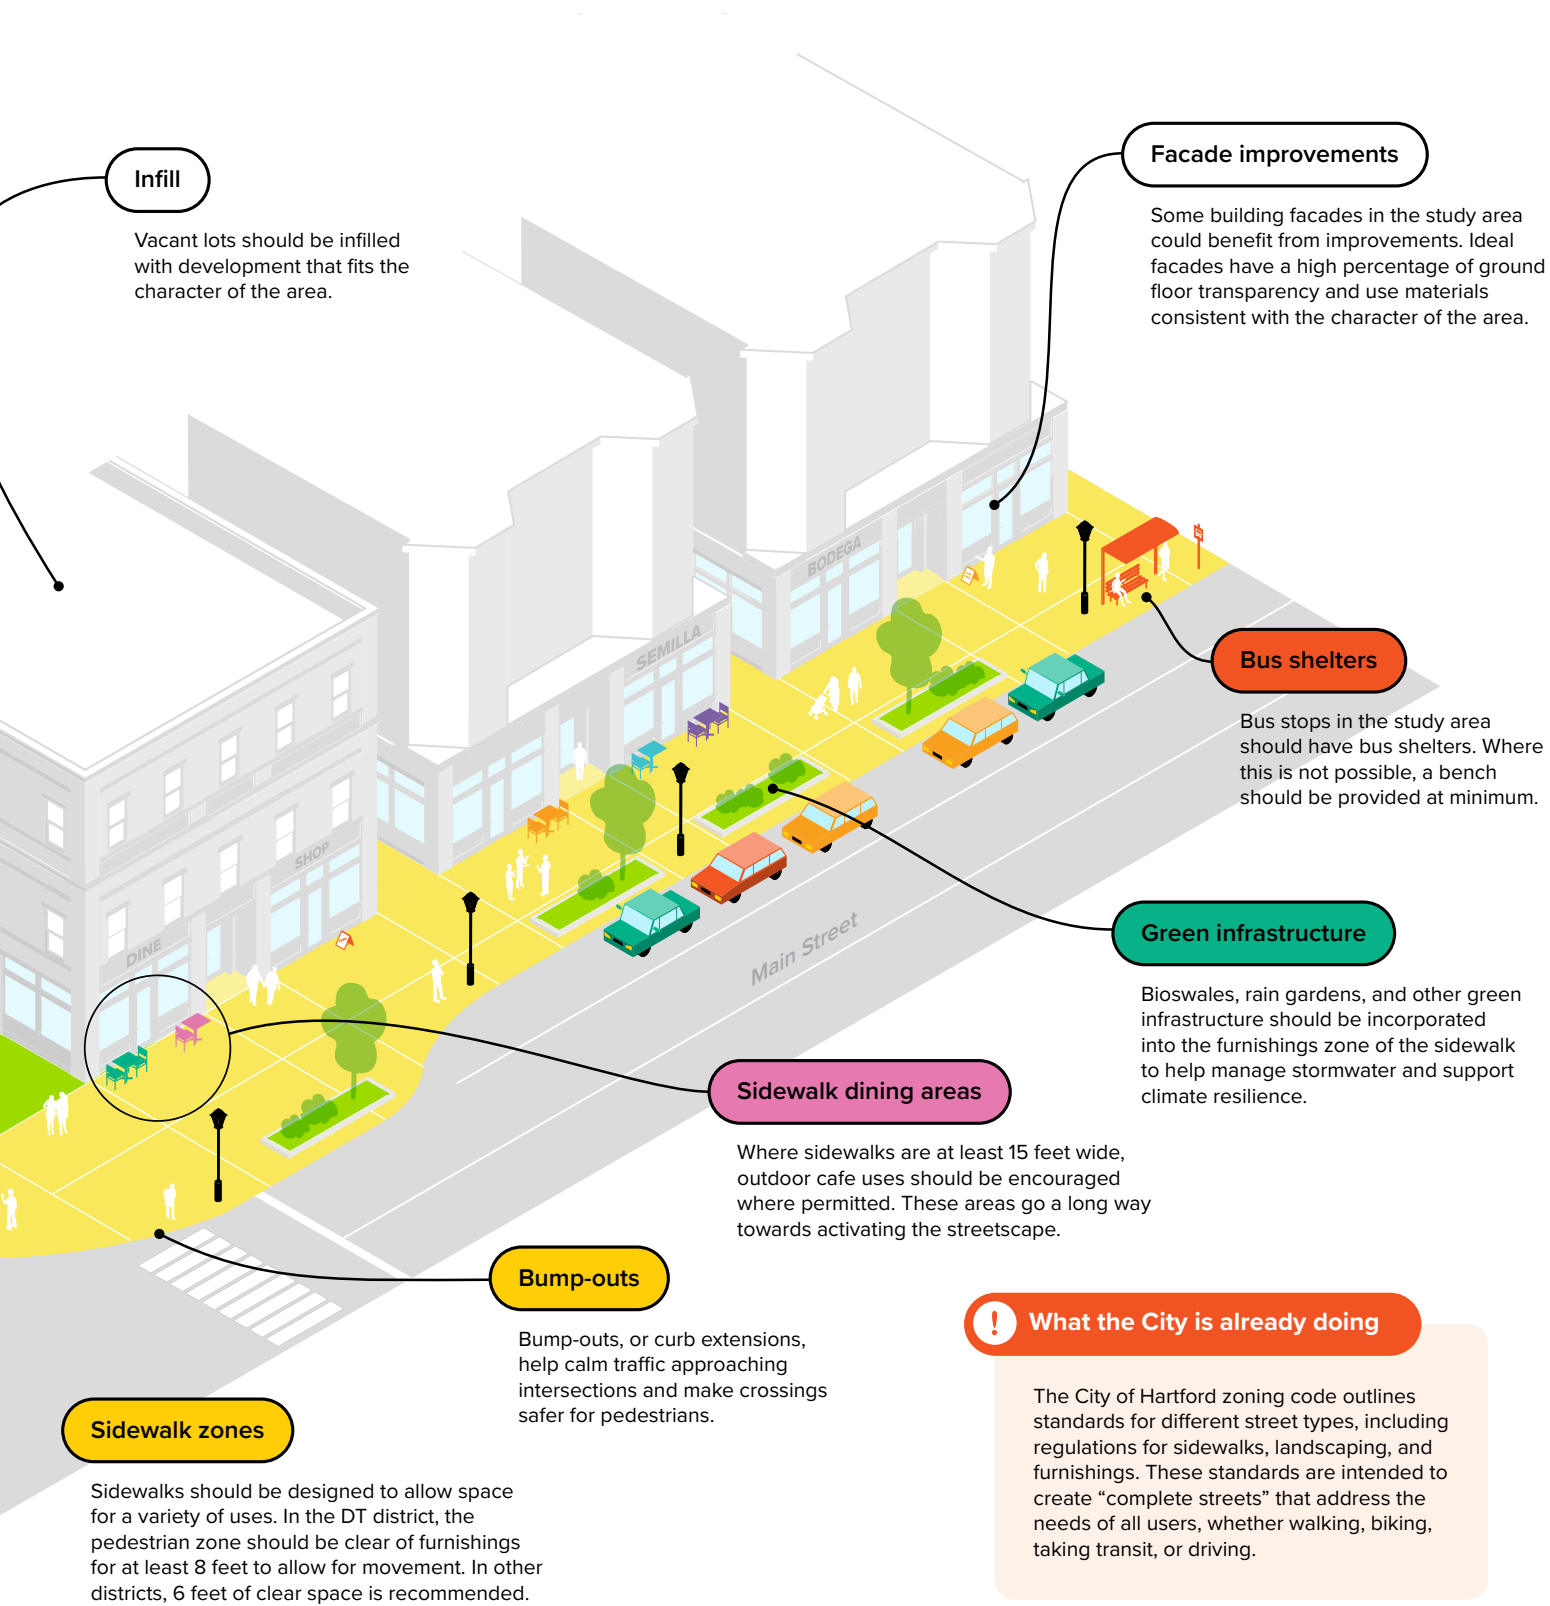 Infill
Vacant lots should be infilled
with development that fits the
character of the area.
Facade improvements
Some building facades in the study area
could benefit from improvements. Ideal
facades have a high percentage of ground
floor transparency and use materials
consistent with the character of the area.
BODEGA
SEMILLA
SHOP
DINE
Main Street
Bus shelters
Bus stops in the study area
should have bus shelters. Where
this is not possible, a bench
should be provided at minimum.
Green infrastructure
Bioswales, rain gardens, and other green
infrastructure should be incorporated
into the furnishings zone of the sidewalk
to help manage stormwater and support
climate resilience.
Sidewalk dining areas
Where sidewalks are at least 15 feet wide,
outdoor cafe uses should be encouraged
where permitted. These areas go a long way
towards activating the streetscape.
Bump-outs
Bump-outs, or curb extensions,
help calm traffic approaching
intersections and make crossings
safer for pedestrians.
Sidewalk zones
Sidewalks should be designed to allow space
for a variety of uses. In the DT district, the
pedestrian zone should be clear of furnishings
for at least 8 feet to allow for movement. In other
districts, 6 feet of clear space is recommended.
! What the City is already doing
The City of Hartford zoning code outlines
standards for different street types, including
regulations for sidewalks, landscaping, and
furnishings. These standards are intended to
create “complete streets” that address the
needs of all users, whether walking, biking,
taking transit, or driving.